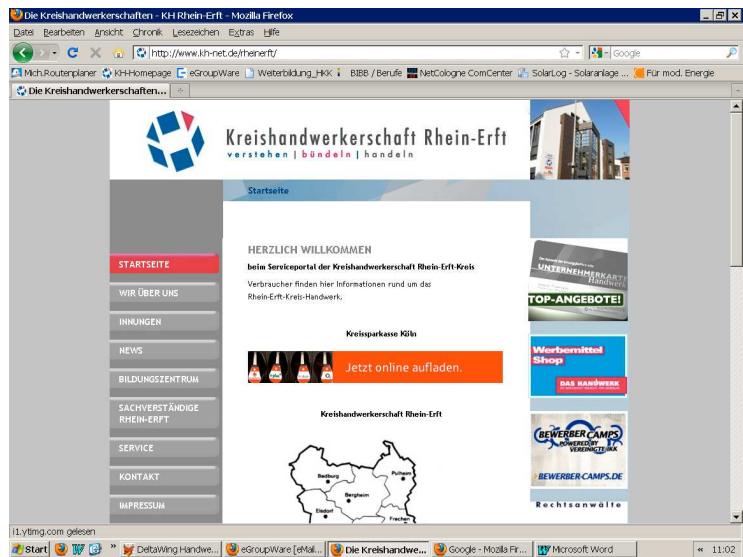 Die Kreishandwerkerschaften - KH Rhein-Erft - Mozilla Firefox
Datei Bearbeiten Ansicht Chronik Lesezeichen Extras Hilfe
http://www.kh-net.de/rheinerft/
Google
Mich.Routenplaner KH-Homepage eGroupWare Weiterbildung_HKK BIBB / Berufe NetCologne ComCenter SolarLog - Solaranlage ... Für mod. Energie
Die Kreishandwerkerschaften...
Kreishandwerkerschaft Rhein-Erft
verstehen | bündeln | handeln
Startseite
HERZLICH WILLKOMMEN
beim Serviceportal der Kreishandwerkerschaft Rhein-Erft-Kreis
Verbraucher finden hier Informationen rund um das
Rhein-Erft-Kreis-Handwerk.
STARTSEITE
WIR ÜBER UNS
INNUNGEN
NEWS
BILDUNGSZENTRUM
SACHVERSTÄNDIGE
RHEIN-ERFT
SERVICE
KONTAKT
IMPRESSUM
Kreissparkasse Köln
Jetzt online aufladen.
Kreishandwerkerschaft Rhein-Erft
Bedburg
Pulheim
Bergheim
Elsdorf
Frechen
UNTERNEHMERKARTE
Handwerk
TOP-ANGEBOTE!
Werbemittel
Shop
DAS HANDWERK
BEWERBER CAMPS
POWERED BY
VEREINIGTE IKK
BEWERBER-CAMPS.DE
Rechtsanwälte
i1.ytimg.com gelesen
Start DeltaWing Handwe... eGroupWare [eMail... Die Kreishandwe... Google - Mozilla Fir... Microsoft Word 11:02